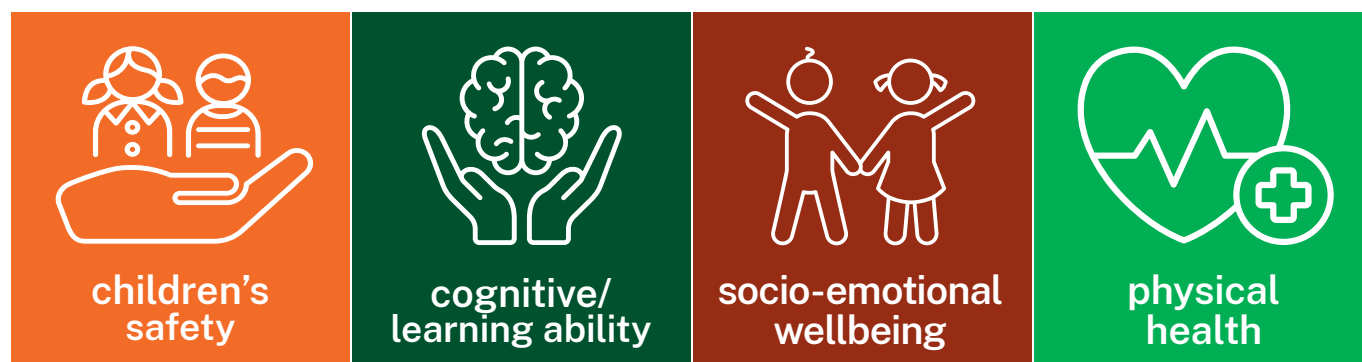 children's
safety
cognitive/
learning ability
socio-emotional
wellbeing
physical
health